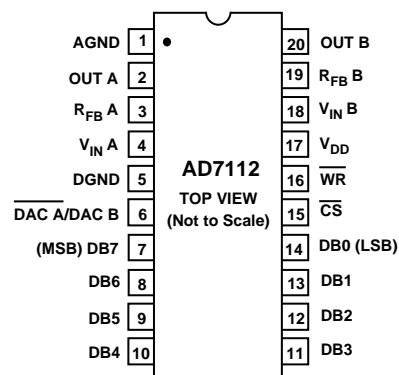 AGND 1 20 OUT B
OUT A 2 19 RFB B
RFB A 3 18 VIN B
VIN A 4 17 VDD
DGND 5 AD7112 16 WR
DAC A/DAC B 6 TOP VIEW 15 CS
(Not to Scale)
(MSB) DB7 7 14 DB0 (LSB)
DB6 8 13 DB1
DB5 9 12 DB2
DB4 10 11 DB3